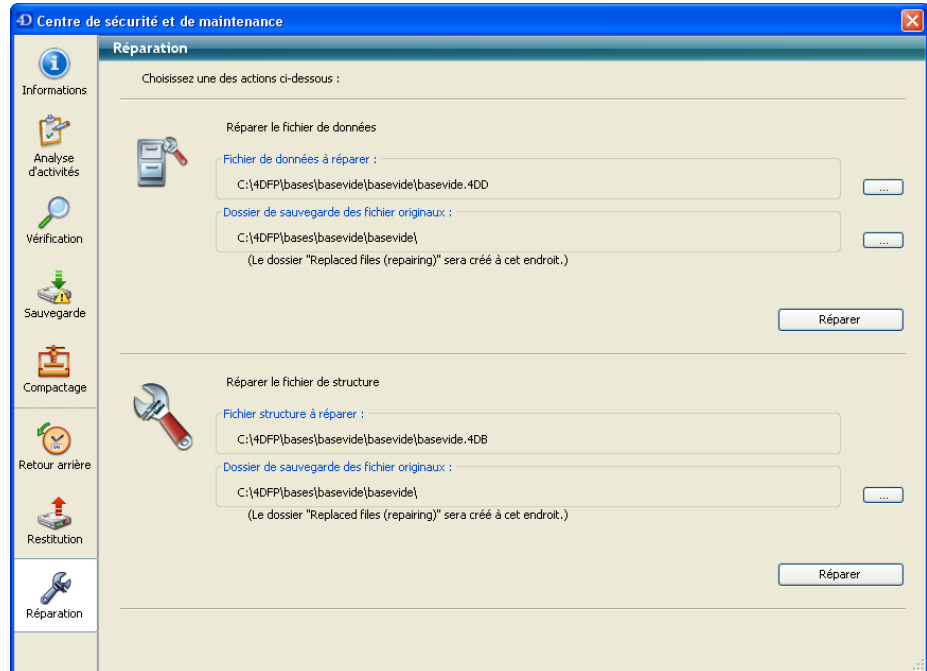 4D Centre de sécurité et de maintenance
Informations
Analyse
d'activités
Vérification
Sauvegarde
Compactage
Retour arrière
Restitution
Réparation
Réparation
Choisissez une des actions ci-dessous :
Réparer le fichier de données
Fichier de données à réparer :
C:\4DFP\bases\basevide\basevide\basevide.4DD
...
Dossier de sauvegarde des fichier originaux :
C:\4DFP\bases\basevide\basevide\
...
(Le dossier "Replaced files (repairing)" sera créé à cet endroit.)
Réparer
Réparer le fichier de structure
Fichier structure à réparer :
C:\4DFP\bases\basevide\basevide\basevide.4DB
Dossier de sauvegarde des fichier originaux :
C:\4DFP\bases\basevide\basevide\
...
(Le dossier "Replaced files (repairing)" sera créé à cet endroit.)
Réparer